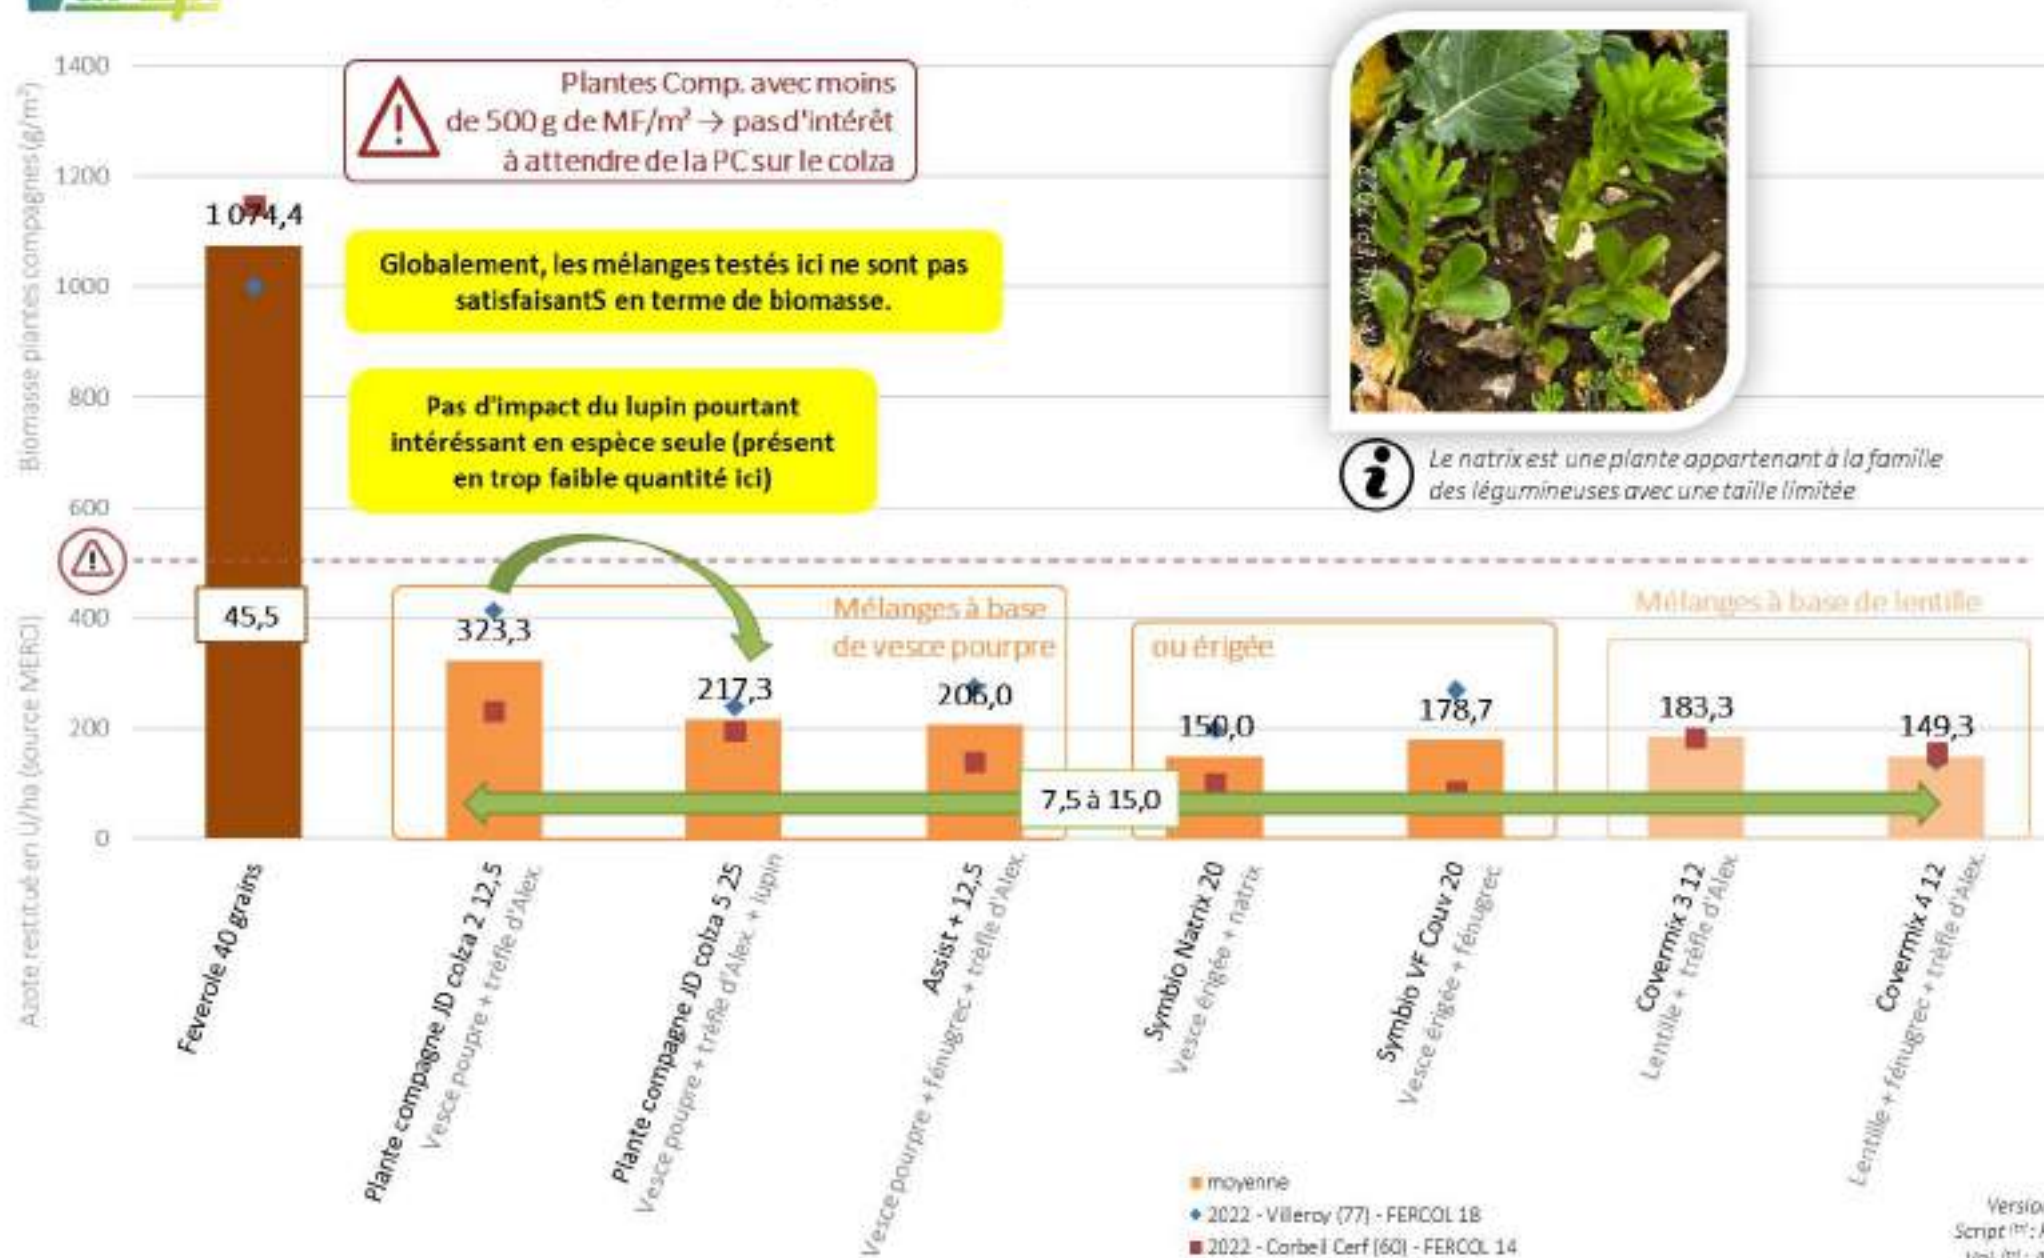 1400
1200
1000
800
600
400
200
0
Biomasse plantes compagnes (g/m²)
Azote restitué en U/ha (source MERCI)
Plantes Comp. avec moins
de 500 g de MF/m² → pas d'intérêt
à attendre de la PC sur le colza
Globalement, les mélanges testés ici ne sont pas
satisfaisantS en terme de biomasse.
Pas d'impact du lupin pourtant
intéréssant en espèce seule (présent
en trop faible quantité ici)
VAL EPI 2022
Le natrix est une plante appartenant à la famille
des légumineuses avec une taille limitée
Mélanges à base
de vesce pourpre
ou érigée
Mélanges à base de lentille
1 074,4
45,5
323,3
217,3
206,0
150,0
178,7
183,3
149,3
7,5 à 15,0
Feverole 40 grains
Plante compagne JD colza 2 12,5
Vesce poupre + trèfle d'Alex.
Plante compagne JD colza 5 25
Vesce poupre + trèfle d'Alex. + lupin
Assist + 12,5
Vesce pourpre + fénugrec + trèfle d'Alex.
Symbio Natrix 20
Vesce érigée + natrix
Symbio VF Couv 20
Vesce érigée + fénugrec
Covermix 3 12
Lentille + trèfle d'Alex.
Covermix 4 12
Lentille + fénugrec + trèfle d'Alex.
moyenne
2022 - Villeroy (77) - FERCOL 18
2022 - Corbeil Cerf (60) - FERCOL 14
Versio
Script